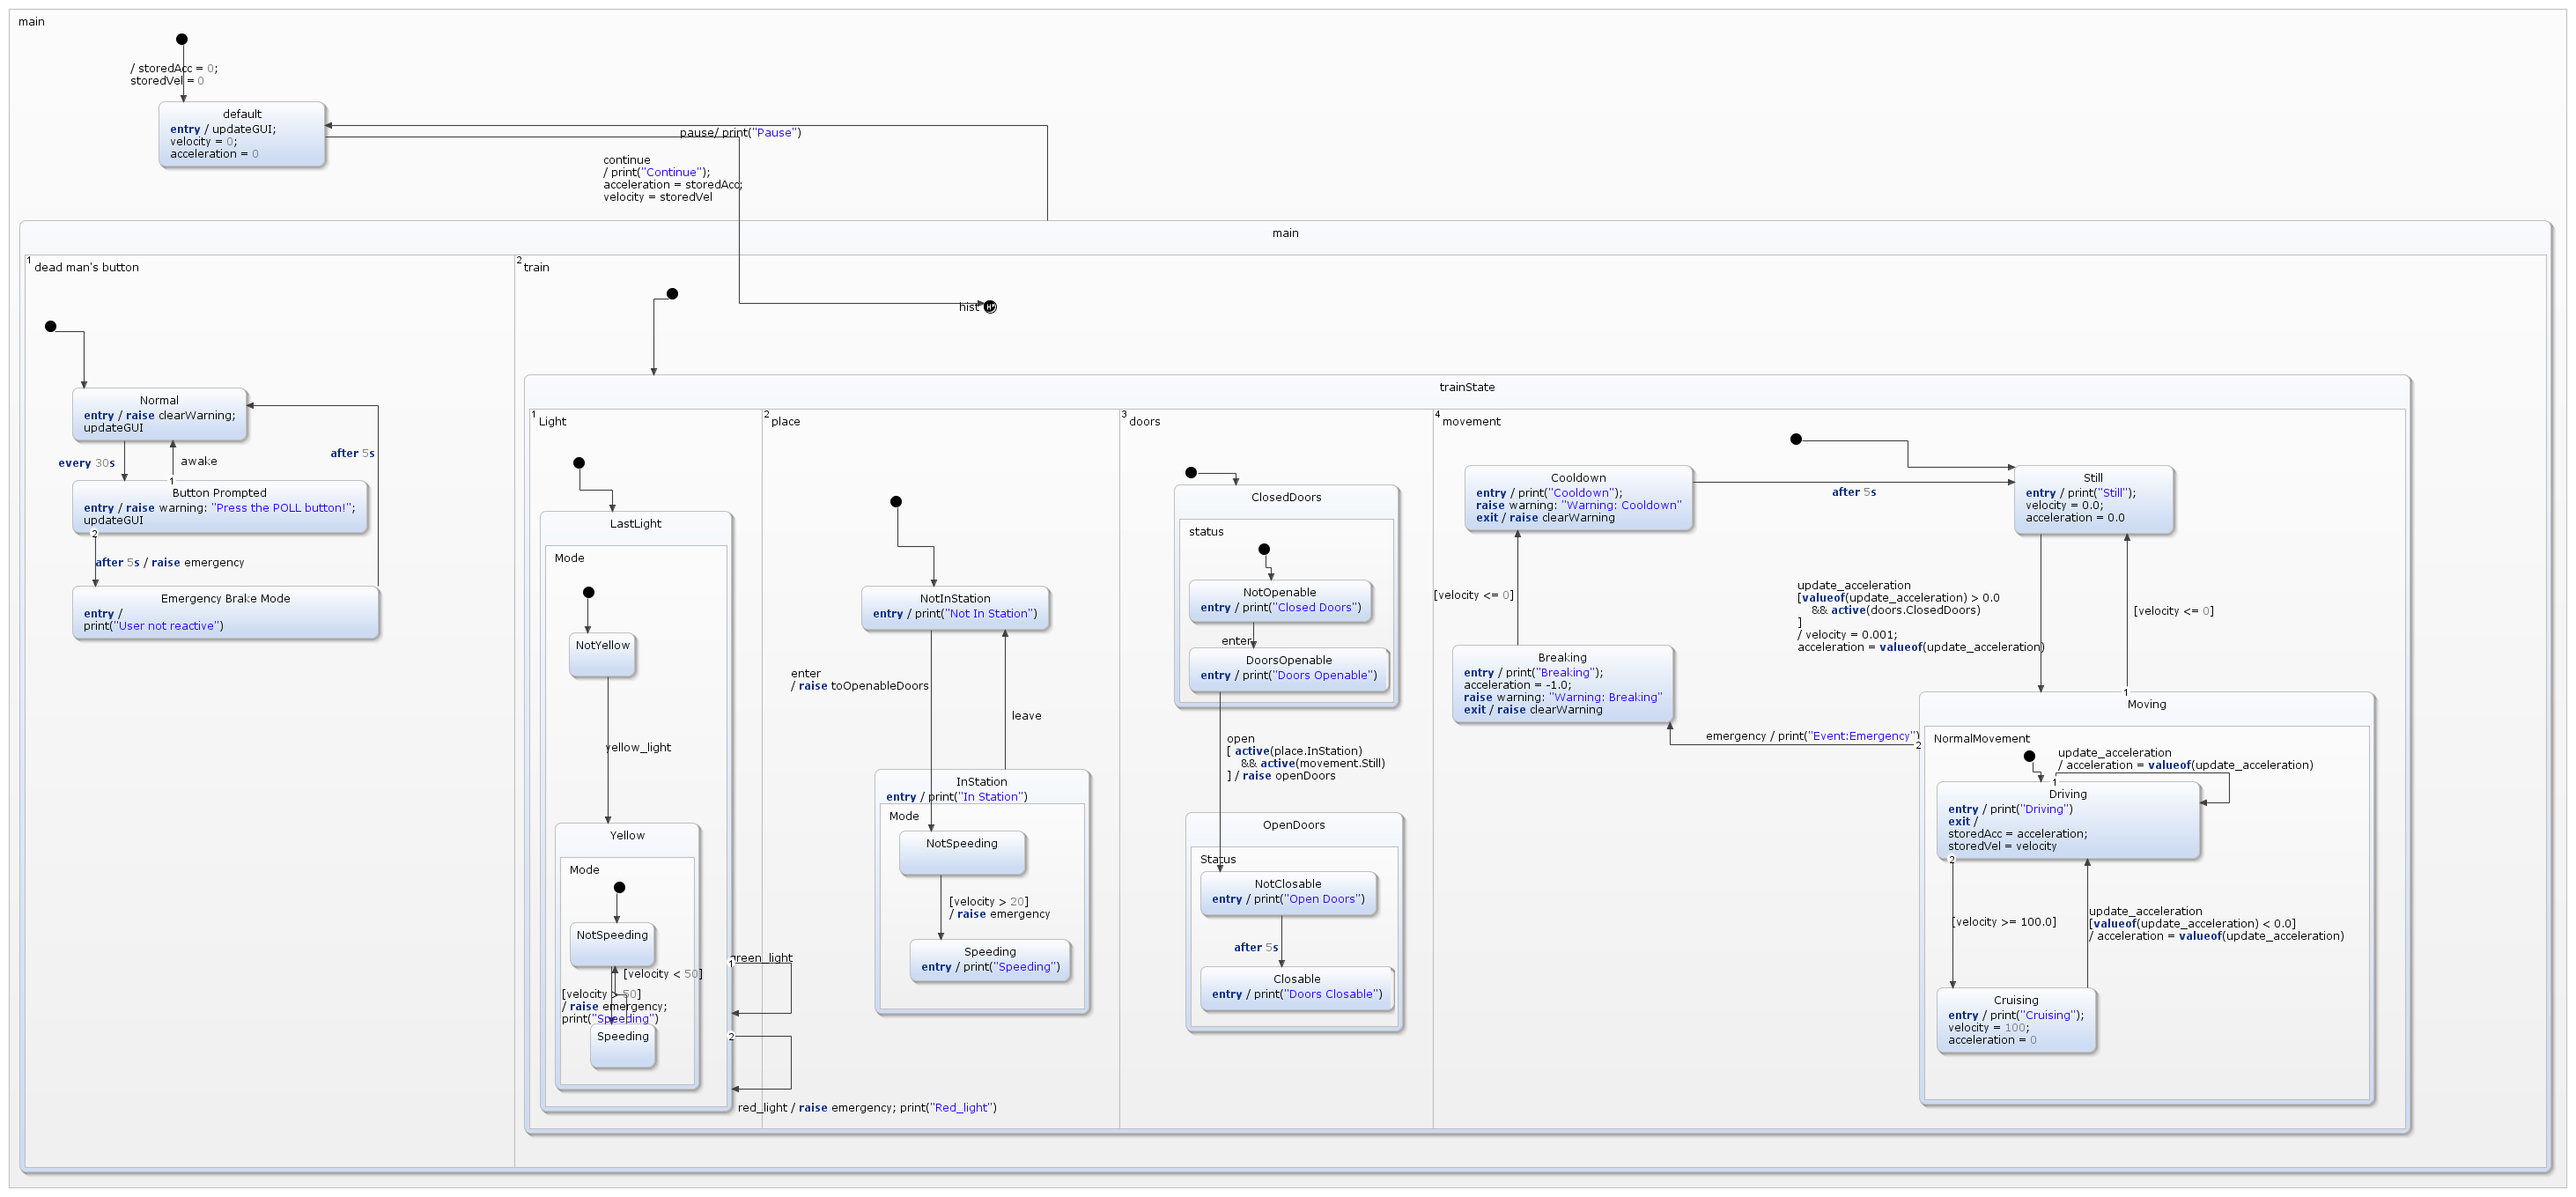 main
/ storedAcc = 0;
storedVel = 0
default
entry / updateGUI;
velocity = 0;
acceleration = 0
pause/ print("Pause")
continue
/ print("Continue");
acceleration = storedAcc;
velocity = storedVel
main
1
dead man's button
Normal
entry / raise clearWarning;
updateGUI
every 30s
awake
after 5s
1
Button Prompted
entry / raise warning: "Press the POLL button!";
updateGUI
2
after 5s / raise emergency
Emergency Brake Mode
entry /
print("User not reactive")
2
train
hist
H*
trainState
1
Light
LastLight
Mode
NotYellow
yellow_light
Yellow
Mode
NotSpeeding
[velocity < 50]
[velocity > 50]
/ raise emergency;
print("Speeding")
Speeding
1
green_light
2
red_light / raise emergency; print("Red_light")
2
place
NotInStation
entry / print("Not In Station")
enter
/ raise toOpenableDoors
leave
InStation
entry / print("In Station")
Mode
NotSpeeding
[velocity > 20]
/ raise emergency
Speeding
entry / print("Speeding")
3
doors
ClosedDoors
status
NotOpenable
entry / print("Closed Doors")
enter
DoorsOpenable
entry / print("Doors Openable")
open
[ active(place.InStation)
&& active(movement.Still)
] / raise openDoors
OpenDoors
Status
NotClosable
entry / print("Open Doors")
after 5s
Closable
entry / print("Doors Closable")
4
movement
Cooldown
entry / print("Cooldown");
raise warning: "Warning: Cooldown"
exit / raise clearWarning
after 5s
Still
entry / print("Still");
velocity = 0.0;
acceleration = 0.0
[velocity <= 0]
update_acceleration
[valueof(update_acceleration) > 0.0
&& active(doors.ClosedDoors)
]
/ velocity = 0.001;
acceleration = valueof(update_acceleration)
[velocity <= 0]
Breaking
entry / print("Breaking");
acceleration = -1.0;
raise warning: "Warning: Breaking"
exit / raise clearWarning
emergency / print("Event:Emergency")
1
2
Moving
NormalMovement
update_acceleration
/ acceleration = valueof(update_acceleration)
1
Driving
entry / print("Driving")
exit /
storedAcc = acceleration;
storedVel = velocity
2
[velocity >= 100.0]
update_acceleration
[valueof(update_acceleration) < 0.0]
/ acceleration = valueof(update_acceleration)
Cruising
entry / print("Cruising");
velocity = 100;
acceleration = 0